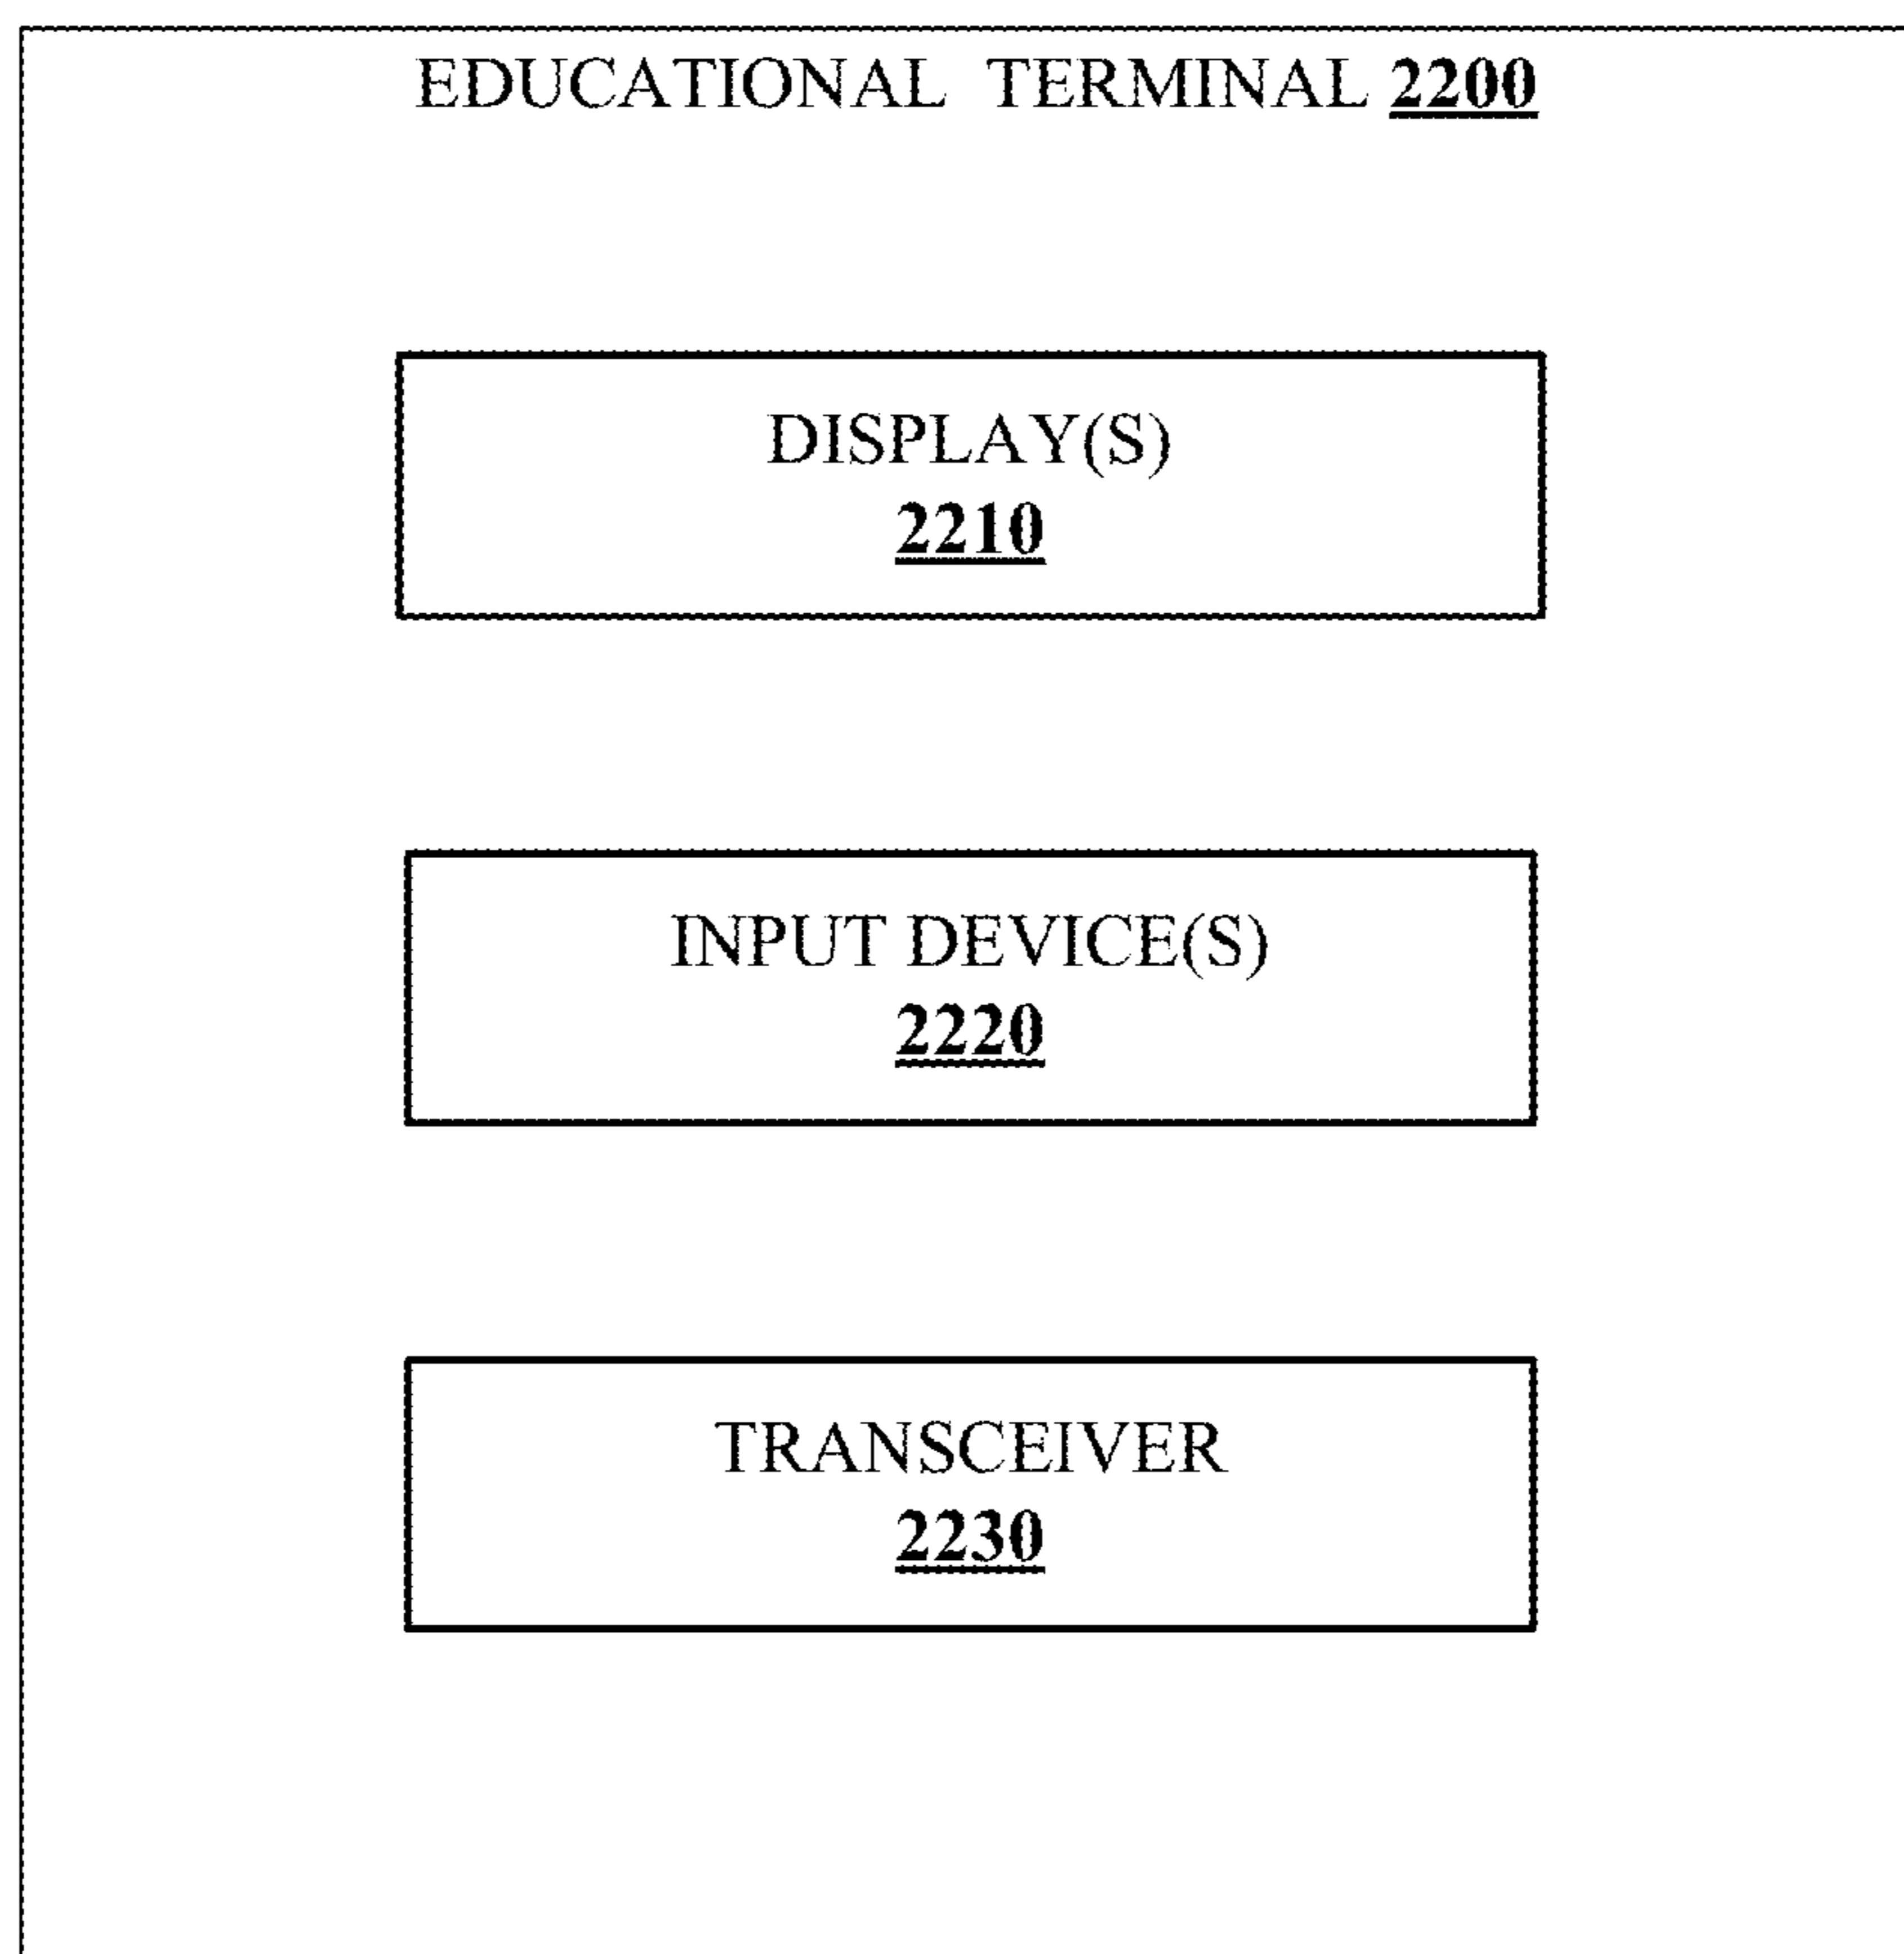 EDUCATIONAL TERMINAL 2200
DISPLAY(S)
2210
INPUT DEVICE(S)
2220
TRANSCEIVER
2230